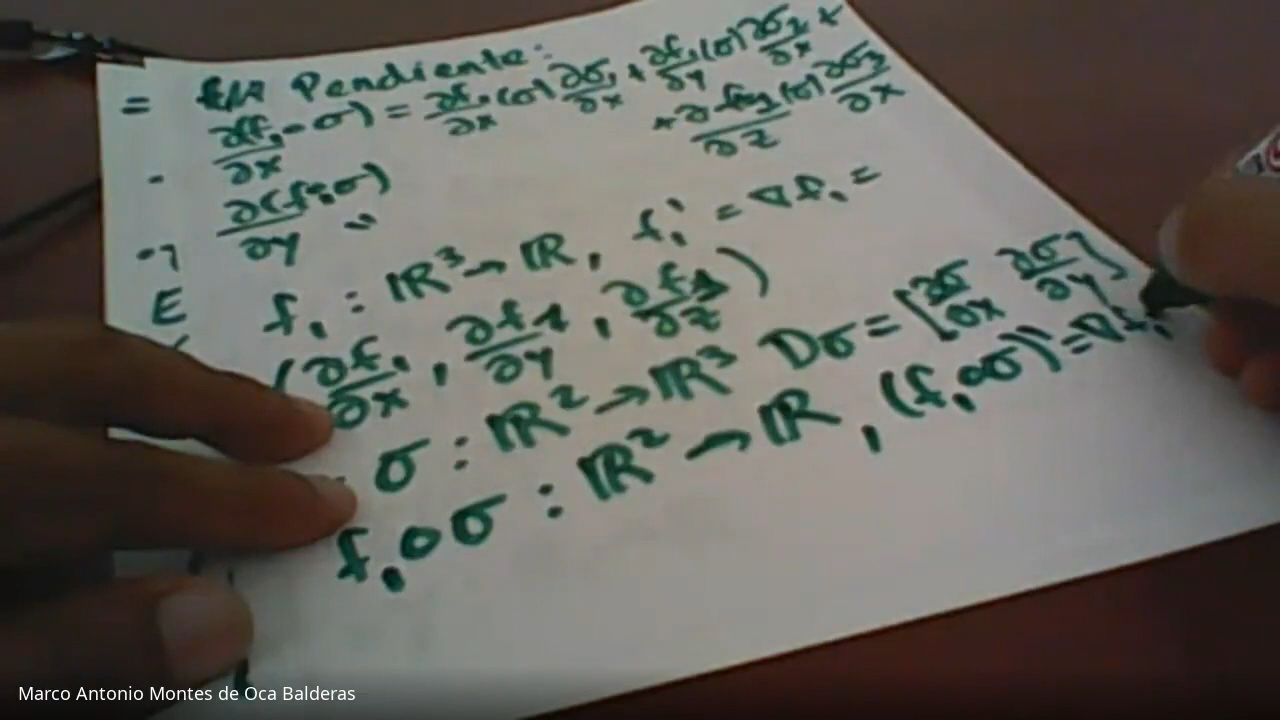 = Pendiente:
∂(f₁∘σ)/∂x = ∂f₁/∂x (σ) ∂σ₁/∂x + ∂f₁/∂y (σ) ∂σ₂/∂x +
+ ∂f₁/∂z (σ) ∂σ₃/∂x
∂(f₁∘σ)/∂y "
f₁ : ℝ³ → ℝ, f₁' = ∇f₁ =
(∂f₁/∂x, ∂f₁/∂y, ∂f₁/∂z)
σ : ℝ² → ℝ³ Dσ = [∂σ/∂x ∂σ/∂y]
f₁∘σ : ℝ² → ℝ, (f₁∘σ)' = ∇f₁
Marco Antonio Montes de Oca Balderas